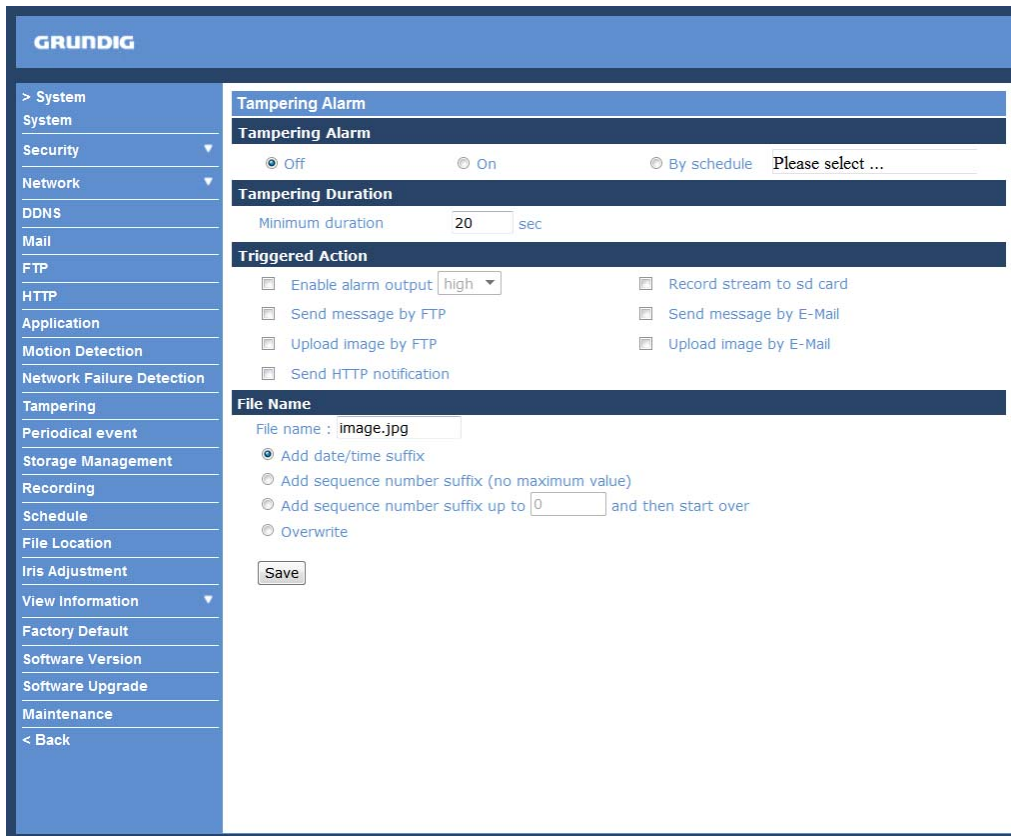 GRUNDIG
> System
System
Security
Network
DDNS
Mail
FTP
HTTP
Application
Motion Detection
Network Failure Detection
Tampering
Periodical event
Storage Management
Recording
Schedule
File Location
Iris Adjustment
View Information
Factory Default
Software Version
Software Upgrade
Maintenance
< Back
Tampering Alarm
Tampering Alarm
Off On By schedule Please select ...
Tampering Duration
Minimum duration 20 sec
Triggered Action
Enable alarm output high Record stream to sd card
Send message by FTP Send message by E-Mail
Upload image by FTP Upload image by E-Mail
Send HTTP notification
File Name
File name : image.jpg
Add date/time suffix
Add sequence number suffix (no maximum value)
Add sequence number suffix up to 0 and then start over
Overwrite
Save